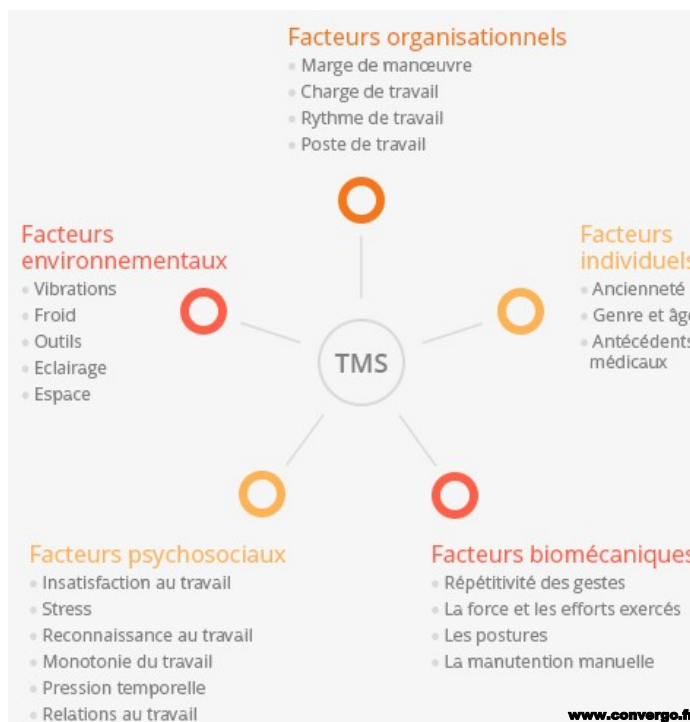 Facteurs organisationnels
Marge de manœuvre
Charge de travail
Rythme de travail
Poste de travail
Facteurs
environnementaux
Vibrations
Froid
Outils
Eclairage
Espace
Facteurs
individuels
Ancienneté
Genre et âge
Antécédents
médicaux
TMS
Facteurs psychosociaux
Insatisfaction au travail
Stress
Reconnaissance au travail
Monotonie du travail
Pression temporelle
Relations au travail
Facteurs biomécaniques
Répétitivité des gestes
La force et les efforts exercés
Les postures
La manutention manuelle
www.convergo.fr